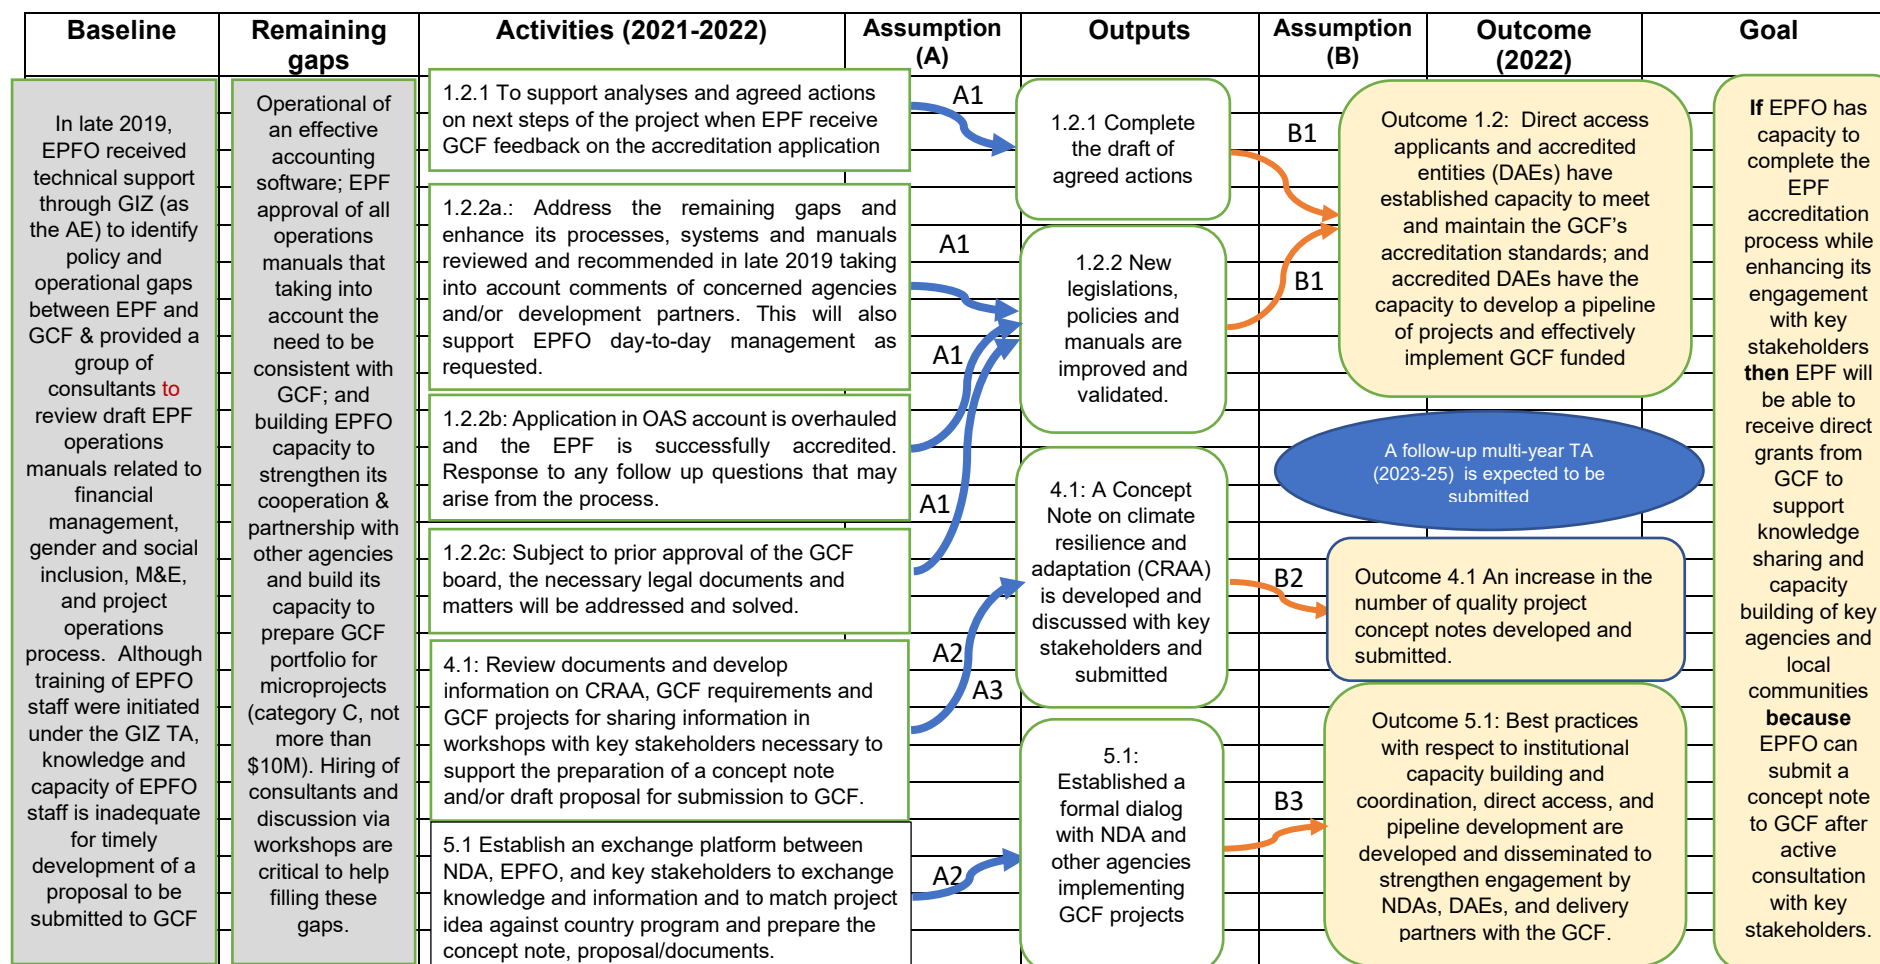 Baseline
Remaining
gaps
Activities (2021-2022)
Assumption
(A)
Outputs
Assumption
(B)
Outcome
(2022)
Goal
In late 2019,
EPFO received
technical support
through GIZ (as
the AE) to identify
policy and
operational gaps
between EPF and
GCF & provided a
group of
consultants to
review draft EPF
operations
manuals related to
financial
management,
gender and social
inclusion, M&E,
and project
operations
process. Although
training of EPFO
staff were initiated
under the GIZ TA,
knowledge and
capacity of EPFO
staff is inadequate
for timely
development of a
proposal to be
submitted to GCF
Operational of
an effective
accounting
software; EPF
approval of all
operations
manuals that
taking into
account the
need to be
consistent with
GCF; and
building EPFO
capacity to
strengthen its
cooperation &
partnership with
other agencies
and build its
capacity to
prepare GCF
portfolio for
microprojects
(category C, not
more than
$10M). Hiring of
consultants and
discussion via
workshops are
critical to help
filling these
gaps.
1.2.1 To support analyses and agreed actions
on next steps of the project when EPF receive
GCF feedback on the accreditation application
1.2.2a.: Address the remaining gaps and
enhance its processes, systems and manuals
reviewed and recommended in late 2019 taking
into account comments of concerned agencies
and/or development partners. This will also
support EPFO day-to-day management as
requested.
1.2.2b: Application in OAS account is overhauled
and the EPF is successfully accredited.
Response to any follow up questions that may
arise from the process.
1.2.2c: Subject to prior approval of the GCF
board, the necessary legal documents and
matters will be addressed and solved.
4.1: Review documents and develop
information on CRAA, GCF requirements and
GCF projects for sharing information in
workshops with key stakeholders necessary to
support the preparation of a concept note
and/or draft proposal for submission to GCF.
5.1 Establish an exchange platform between
NDA, EPFO, and key stakeholders to exchange
knowledge and information and to match project
idea against country program and prepare the
concept note, proposal/documents.
A1
A1
A1
A1
A2
A3
A2
1.2.1 Complete
the draft of
agreed actions
1.2.2 New
legislations,
policies and
manuals are
improved and
validated.
4.1: A Concept
Note on climate
resilience and
adaptation (CRAA)
is developed and
discussed with key
stakeholders and
submitted
5.1:
Established a
formal dialog
with NDA and
other agencies
implementing
GCF projects
B1
B1
B2
B3
Outcome 1.2: Direct access
applicants and accredited
entities (DAEs) have
established capacity to meet
and maintain the GCF's
accreditation standards; and
accredited DAEs have the
capacity to develop a pipeline
of projects and effectively
implement GCF funded
A follow-up multi-year TA
(2023-25) is expected to be
submitted
Outcome 4.1 An increase in the
number of quality project
concept notes developed and
submitted.
Outcome 5.1: Best practices
with respect to institutional
capacity building and
coordination, direct access, and
pipeline development are
developed and disseminated to
strengthen engagement by
NDAs, DAEs, and delivery
partners with the GCF.
If EPFO has
capacity to
complete the
EPF
accreditation
process while
enhancing its
engagement
with key
stakeholders
then EPF will
be able to
receive direct
grants from
GCF to
support
knowledge
sharing and
capacity
building of key
agencies and
local
communities
because
EPFO can
submit a
concept note
to GCF after
active
consultation
with key
stakeholders.